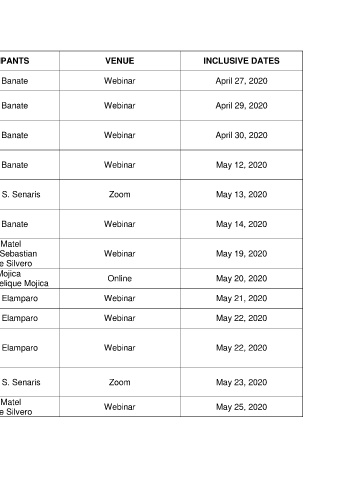 IPANTS VENUE INCLUSIVE DATES
Banate Webinar April 27, 2020
Banate Webinar April 29, 2020
Banate Webinar April 30, 2020
Banate Webinar May 12, 2020
S. Senaris Zoom May 13, 2020
Banate Webinar May 14, 2020
Matel
Sebastian Webinar May 19, 2020
e Silvero
Mojica
elique Mojica Online May 20, 2020
Elamparo Webinar May 21, 2020
Elamparo Webinar May 22, 2020
Elamparo Webinar May 22, 2020
S. Senaris Zoom May 23, 2020
Matel
e Silvero Webinar May 25, 2020